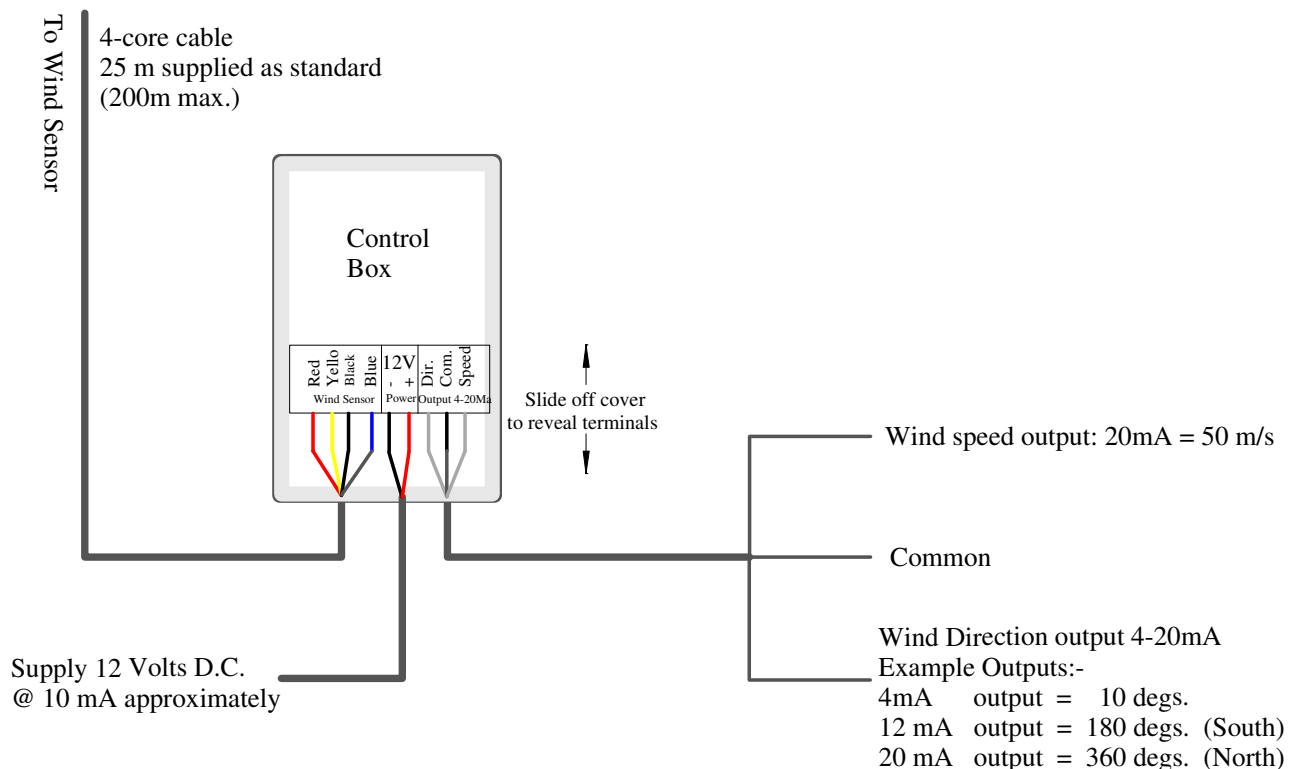 To Wind Sensor
4-core cable
25 m supplied as standard
(200m max.)
Control
Box
Red
Yello
Black
Blue
12V
-
+
Dir.
Com.
Speed
Wind Sensor
Power
Output 4-20Ma
Slide off cover
to reveal terminals
Wind speed output: 20mA = 50 m/s
Common
Wind Direction output 4-20mA
Example Outputs:-
4mA output = 10 degs.
12 mA output = 180 degs. (South)
20 mA output = 360 degs. (North)
Supply 12 Volts D.C.
@ 10 mA approximately